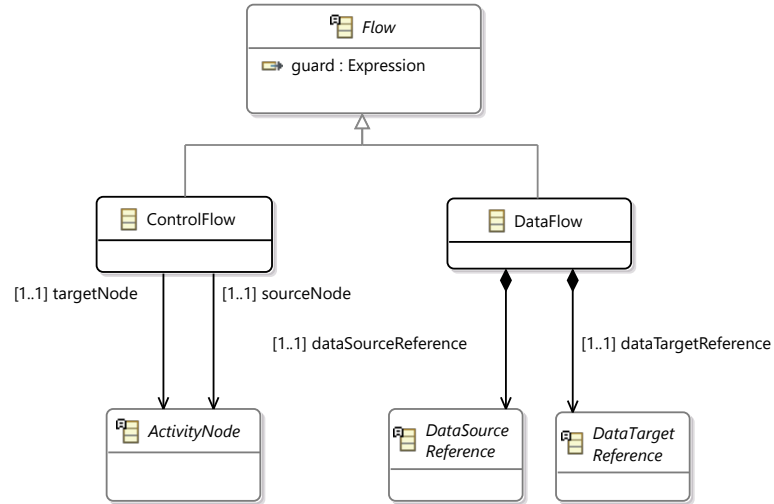 Flow
guard : Expression
ControlFlow
DataFlow
[1..1] targetNode
[1..1] sourceNode
[1..1] dataSourceReference
[1..1] dataTargetReference
ActivityNode
DataSource
Reference
DataTarget
Reference